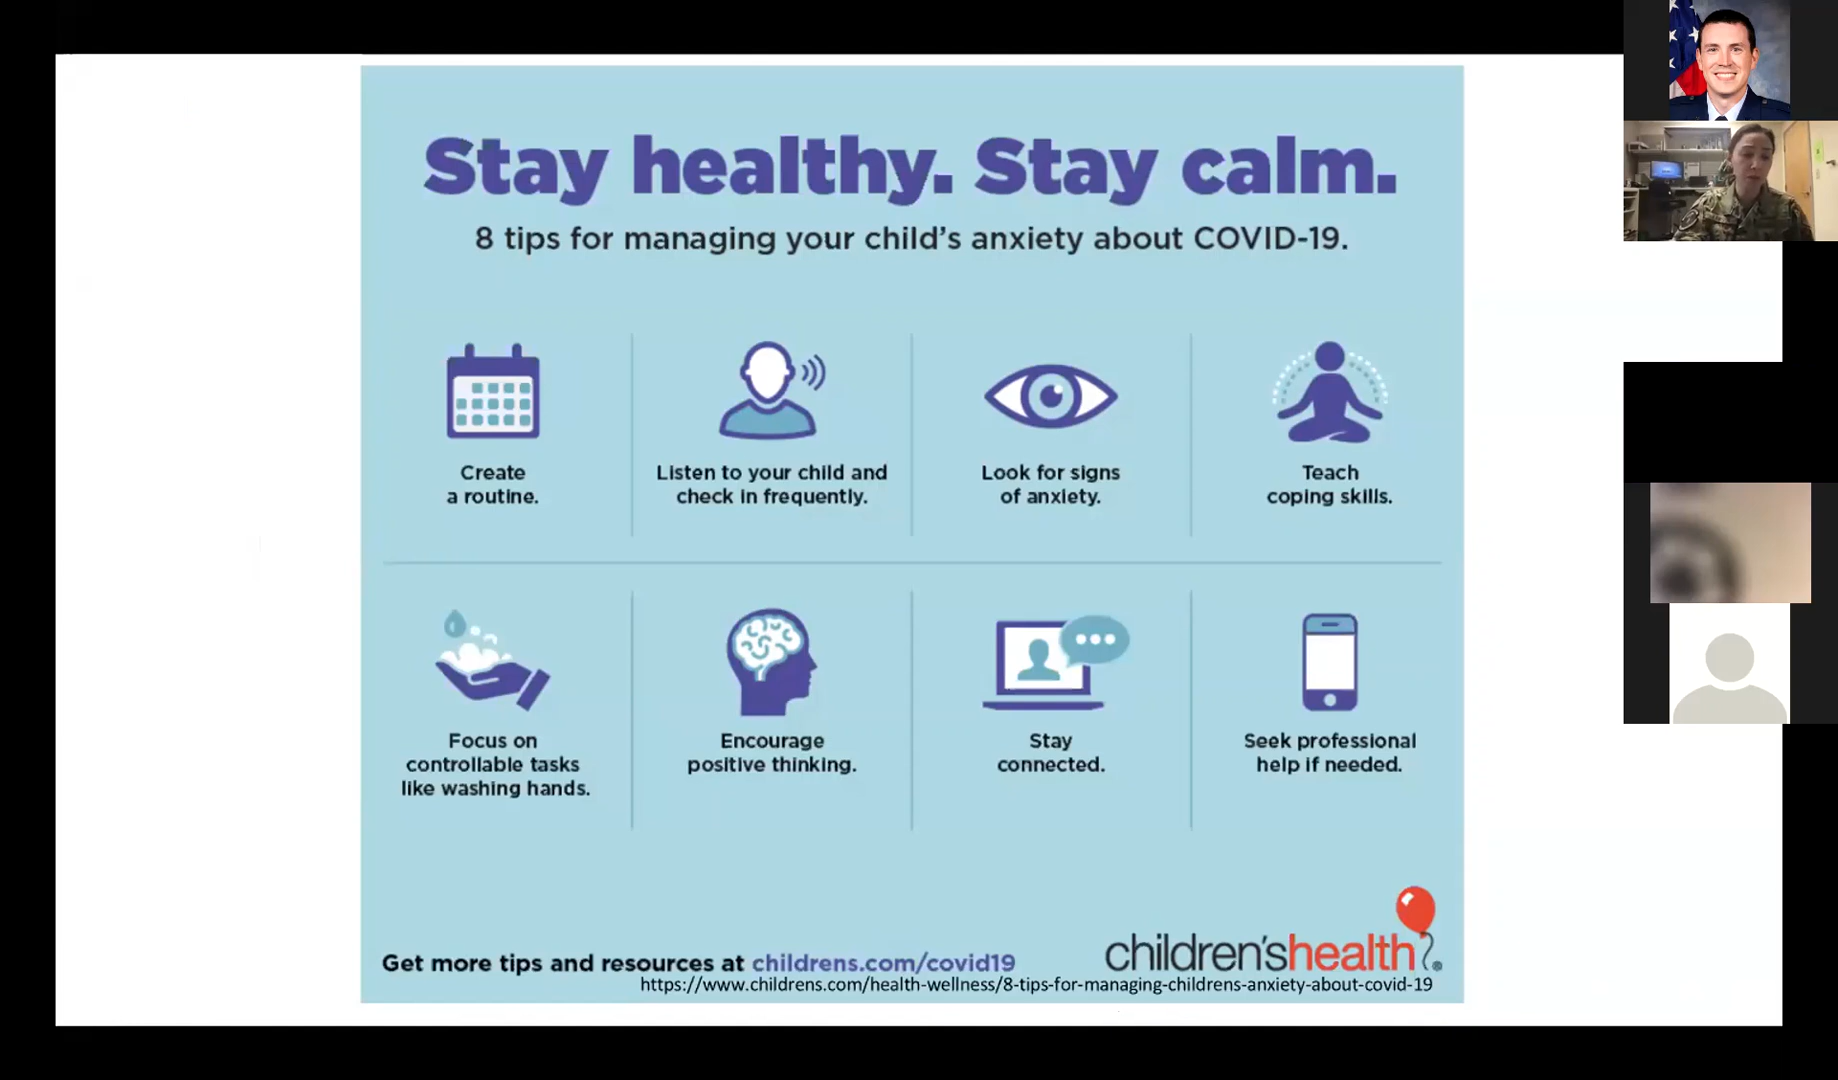 Stay healthy. Stay calm.
8 tips for managing your child's anxiety about COVID-19.
Create
a routine.
Listen to your child and
check in frequently.
Look for signs
of anxiety.
Teach
coping skills.
Focus on
controllable tasks
like washing hands.
Encourage
positive thinking.
Stay
connected.
Seek professional
help if needed.
Get more tips and resources at childrens.com/covid19
children'shealth
https://www.childrens.com/health-wellness/8-tips-for-managing-childrens-anxiety-about-covid-19